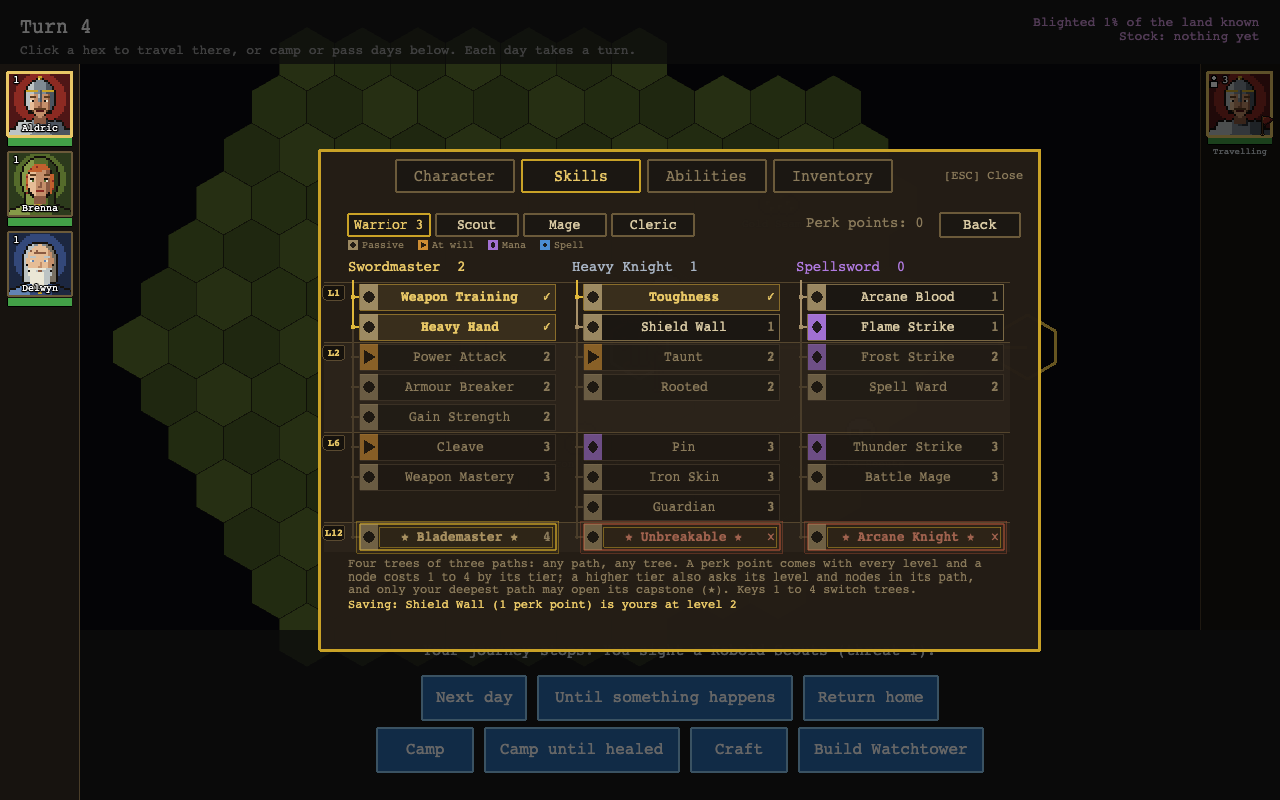 Turn 4
Click a hex to travel there, or camp or pass days below. Each day takes a turn.
Blighted 1% of the land known
Stock: nothing yet
1
Aldric
1
Brenna
1
Delwyn
3
Travelling
Character
Skills
Abilities
Inventory
[ESC] Close
Warrior 3
Scout
Mage
Cleric
Perk points: 0
Back
Passive
At will
Mana
Spell
Swordmaster 2
Heavy Knight 1
Spellsword 0
L1
Weapon Training ✓
Toughness ✓
Arcane Blood 1
Heavy Hand ✓
Shield Wall 1
Flame Strike 1
L2
Power Attack 2
Taunt 2
Frost Strike 2
Armour Breaker 2
Rooted 2
Spell Ward 2
Gain Strength 2
L6
Cleave 3
Pin 3
Thunder Strike 3
Weapon Mastery 3
Iron Skin 3
Battle Mage 3
Guardian 3
L12
★ Blademaster ★ 4
★ Unbreakable ★ x
★ Arcane Knight ★ x
Four trees of three paths: any path, any tree. A perk point comes with every level and a
node costs 1 to 4 by its tier; a higher tier also asks its level and nodes in its path,
and only your deepest path may open its capstone (★). Keys 1 to 4 switch trees.
Saving: Shield Wall (1 perk point) is yours at level 2
Your journey stops. You sight a Kobold Scouts (threat 1).
Next day
Until something happens
Return home
Camp
Camp until healed
Craft
Build Watchtower